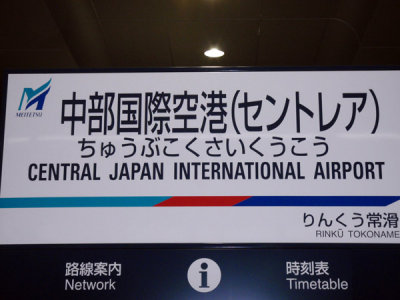 MEITETSU
中部国際空港(セントレア)
ちゅうぶこくさいくうこう
CENTRAL JAPAN INTERNATIONAL AIRPORT
りんくう常滑
RINKŪ TOKONAME
路線案内
Network
i
時刻表
Timetable